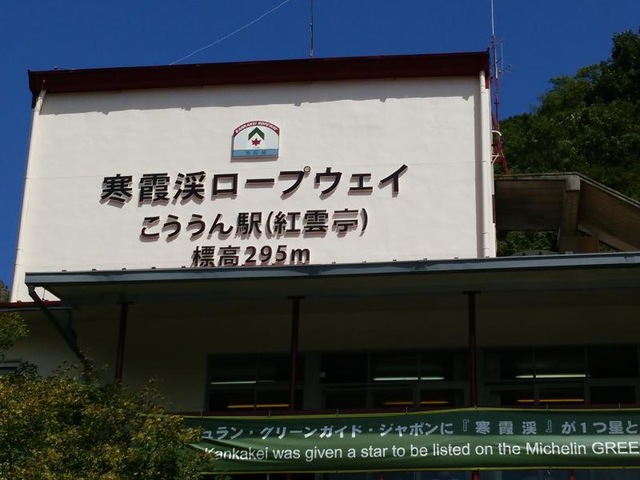 KANKAKEI ROPEWAY
寒霞渓ロープウェイ
こううん駅(紅雲亭)
標高295m
ュラン・グリーンガイド・ジャポンに『寒霞渓』が1つ星と
Kankakei was given a star to be listed on the Michelin GREE